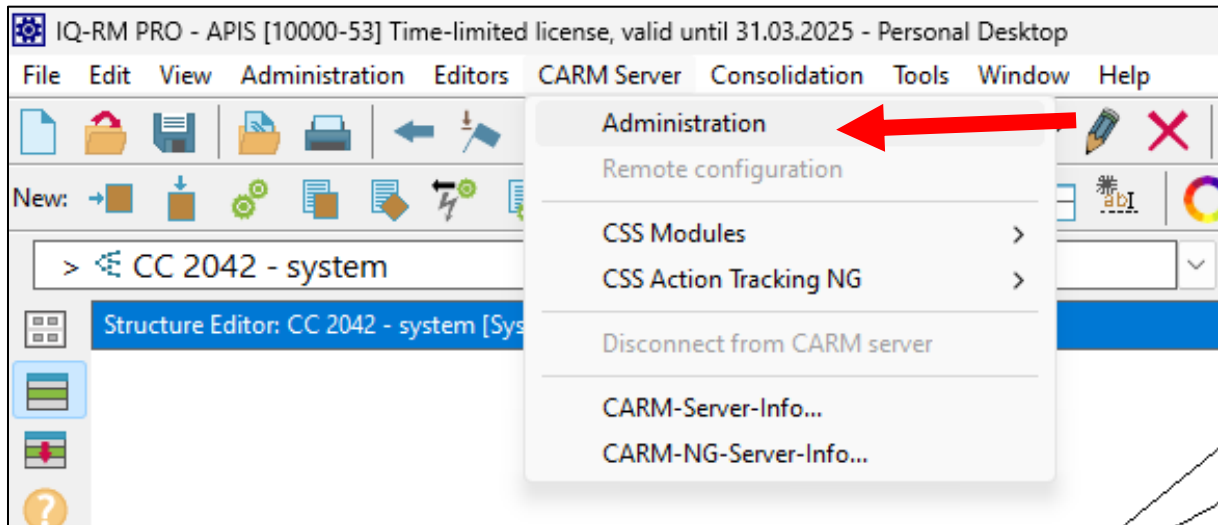 IQ-RM PRO - APIS [10000-53] Time-limited license, valid until 31.03.2025 - Personal Desktop
File Edit View Administration Editors CARM Server Consolidation Tools Window Help
Administration
Remote configuration
New:
abI
CSS Modules
> CC 2042 - system
CSS Action Tracking NG
Structure Editor: CC 2042 - system [Sys
Disconnect from CARM server
CARM-Server-Info...
CARM-NG-Server-Info...